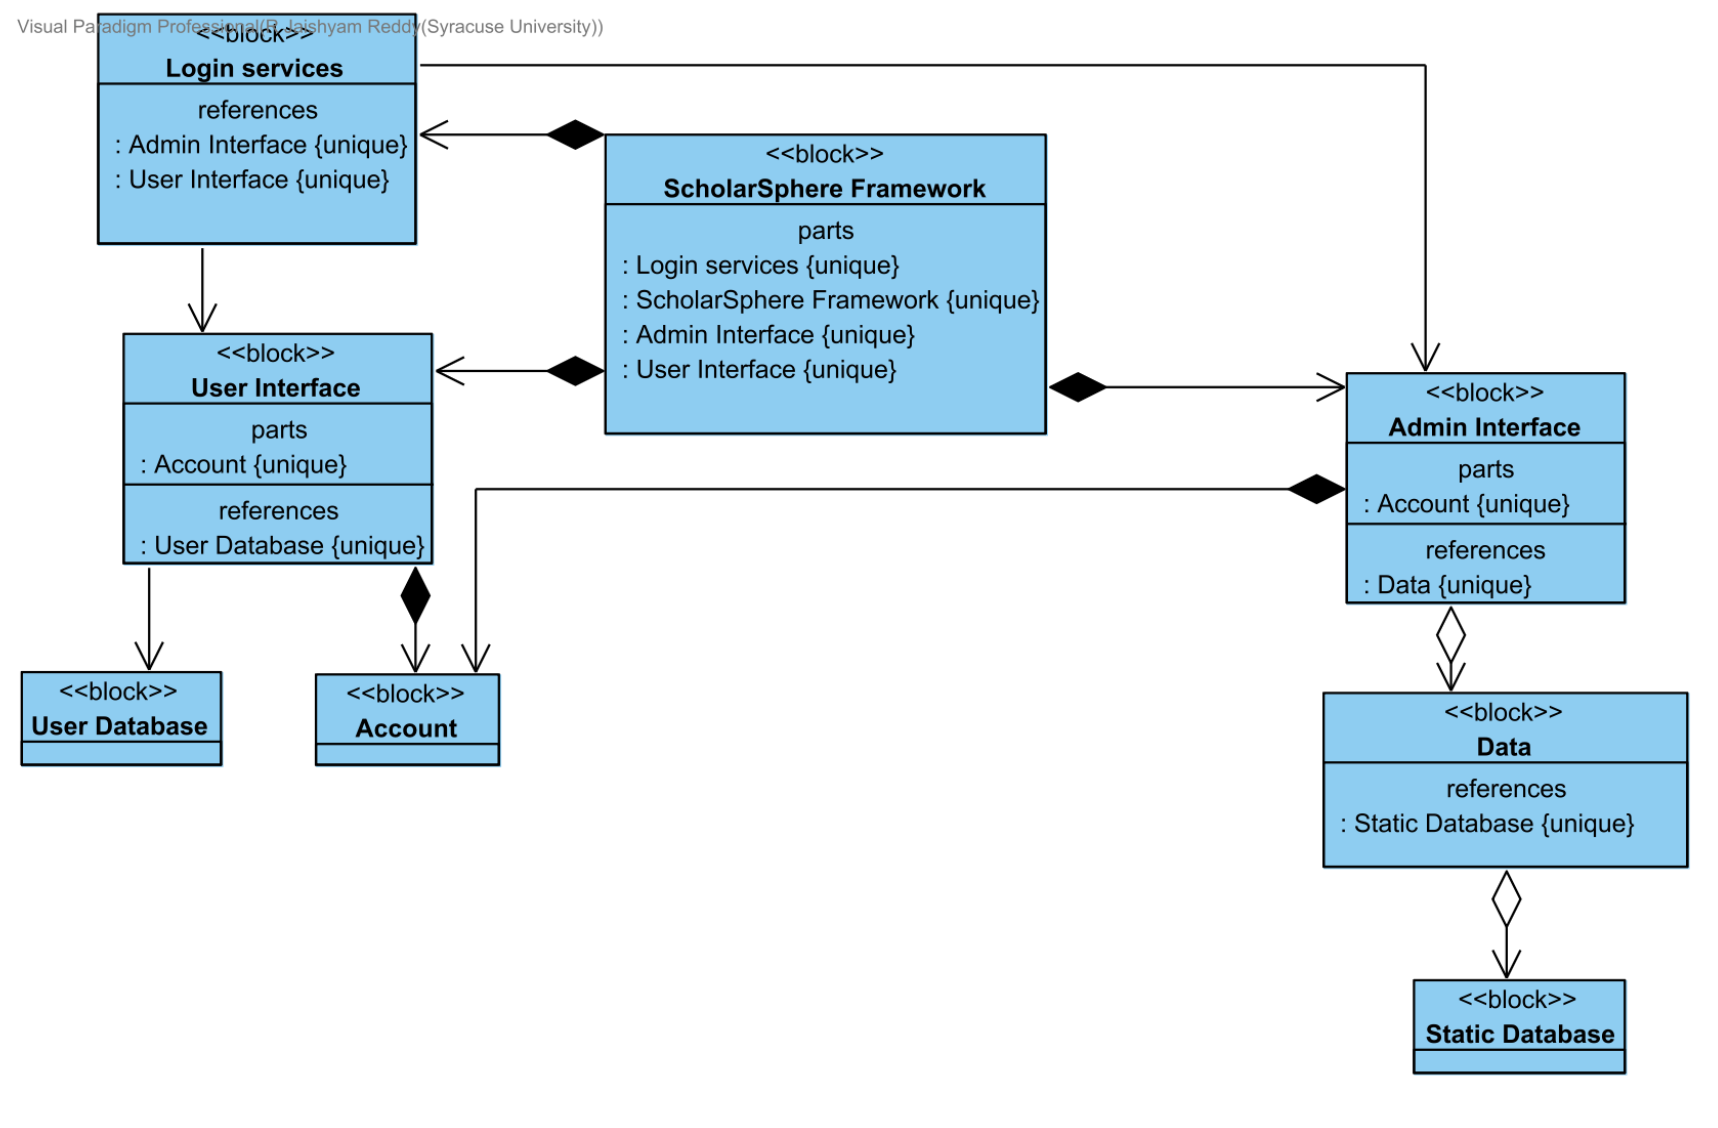 Visual Paradigm Professional(R Jaishyam Reddy(Syracuse University))
<<block>>
Login services
references
: Admin Interface {unique}
: User Interface {unique}
<<block>>
ScholarSphere Framework
parts
: Login services {unique}
: ScholarSphere Framework {unique}
: Admin Interface {unique}
: User Interface {unique}
<<block>>
User Interface
parts
: Account {unique}
references
: User Database {unique}
<<block>>
Admin Interface
parts
: Account {unique}
references
: Data {unique}
<<block>>
User Database
<<block>>
Account
<<block>>
Data
references
: Static Database {unique}
<<block>>
Static Database